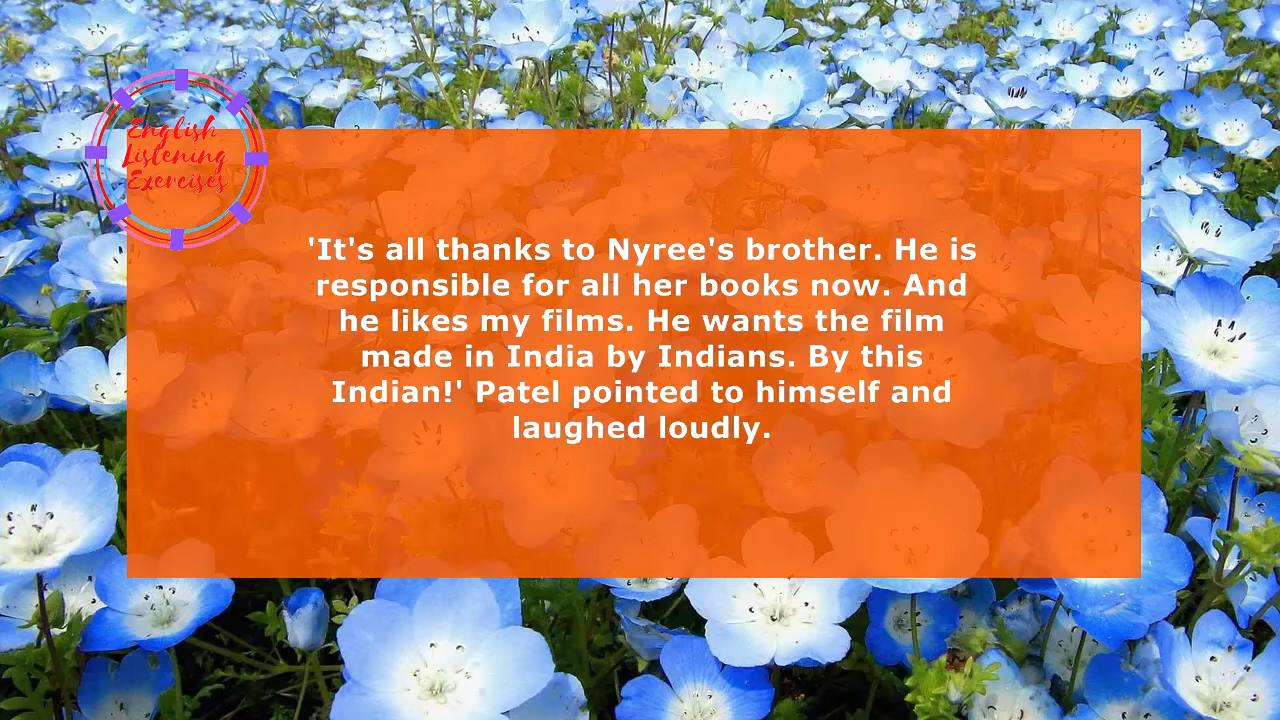 English
Listening
Exercises
'It's all thanks to Nyree's brother. He is
responsible for all her books now. And
he likes my films. He wants the film
made in India by Indians. By this
Indian!' Patel pointed to himself and
laughed loudly.